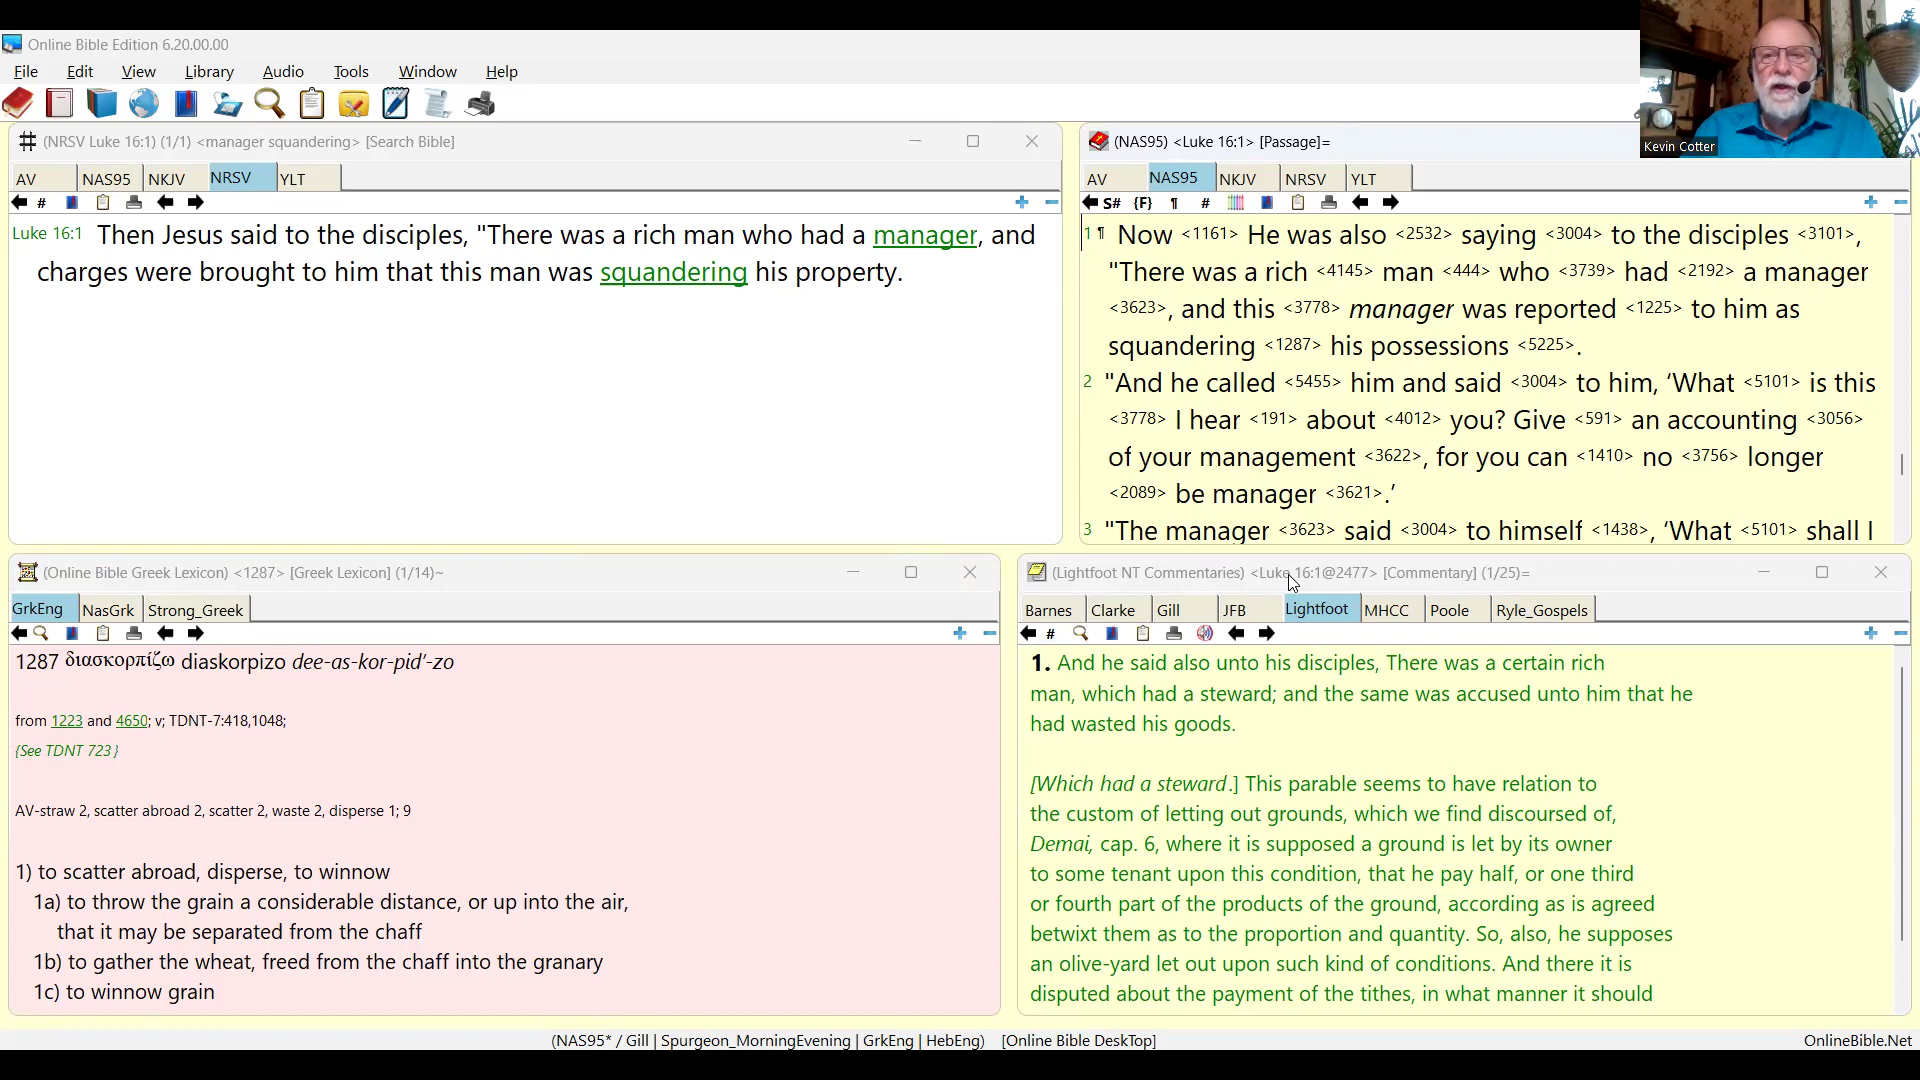 Online Bible Edition 6.20.00.00
File Edit View Library Audio Tools Window Help
Kevin Cotter
(NRSV Luke 16:1) (1/1) <manager squandering> [Search Bible]
AV NAS95 NKJV NRSV YLT
#
Luke 16:1 Then Jesus said to the disciples, "There was a rich man who had a manager, and
charges were brought to him that this man was squandering his property.
(NAS95) <Luke 16:1> [Passage]=
AV NAS95 NKJV NRSV YLT
S# {F} ¶ #
1 ¶ Now <1161> He was also <2532> saying <3004> to the disciples <3101>,
"There was a rich <4145> man <444> who <3739> had <2192> a manager
<3623>, and this <3778> manager was reported <1225> to him as
squandering <1287> his possessions <5225>.
2 "And he called <5455> him and said <3004> to him, ‘What <5101> is this
<3778> I hear <191> about <4012> you? Give <591> an accounting <3056>
of your management <3622>, for you can <1410> no <3756> longer
<2089> be manager <3621>.’
3 "The manager <3623> said <3004> to himself <1438>, ‘What <5101> shall I
(Online Bible Greek Lexicon) <1287> [Greek Lexicon] (1/14)~
GrkEng NasGrk Strong_Greek
1287 διασκορπίζω diaskorpizo dee-as-kor-pid’-zo
from 1223 and 4650; v; TDNT-7:418,1048;
{See TDNT 723}
AV-straw 2, scatter abroad 2, scatter 2, waste 2, disperse 1; 9
1) to scatter abroad, disperse, to winnow
1a) to throw the grain a considerable distance, or up into the air,
that it may be separated from the chaff
1b) to gather the wheat, freed from the chaff into the granary
1c) to winnow grain
(Lightfoot NT Commentaries) <Luke 16:1@2477> [Commentary] (1/25)=
Barnes Clarke Gill JFB Lightfoot MHCC Poole Ryle_Gospels
#
1. And he said also unto his disciples, There was a certain rich
man, which had a steward; and the same was accused unto him that he
had wasted his goods.
[Which had a steward.] This parable seems to have relation to
the custom of letting out grounds, which we find discoursed of,
Demai, cap. 6, where it is supposed a ground is let by its owner
to some tenant upon this condition, that he pay half, or one third
or fourth part of the products of the ground, according as is agreed
betwixt them as to the proportion and quantity. So, also, he supposes
an olive-yard let out upon such kind of conditions. And there it is
disputed about the payment of the tithes, in what manner it should
(NAS95* / Gill | Spurgeon_MorningEvening | GrkEng | HebEng) [Online Bible DeskTop]
OnlineBible.Net